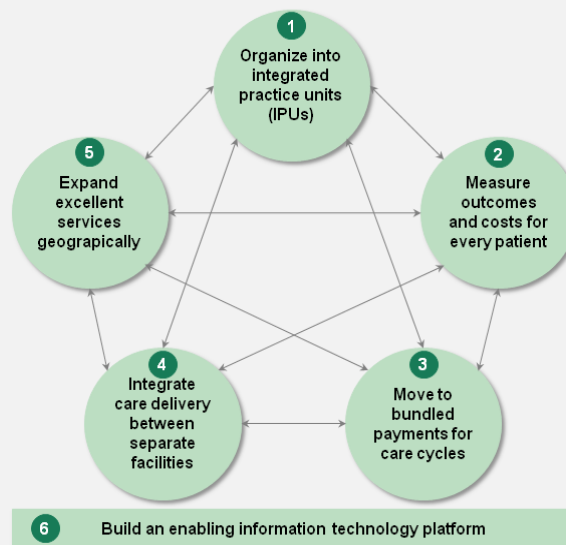 1
Organize into
integrated
practice units
(IPUs)
2
Measure
outcomes
and costs for
every patient
3
Move to
bundled
payments for
care cycles
4
Integrate
care delivery
between
separate
facilities
5
Expand
excellent
services
geograpically
6 Build an enabling information technology platform